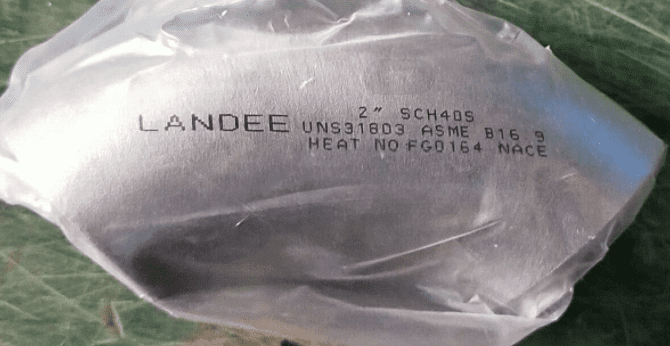 LANDEE
2" SCH40S
UNS31803 ASME B16.9
HEAT NO FG0164 NACE